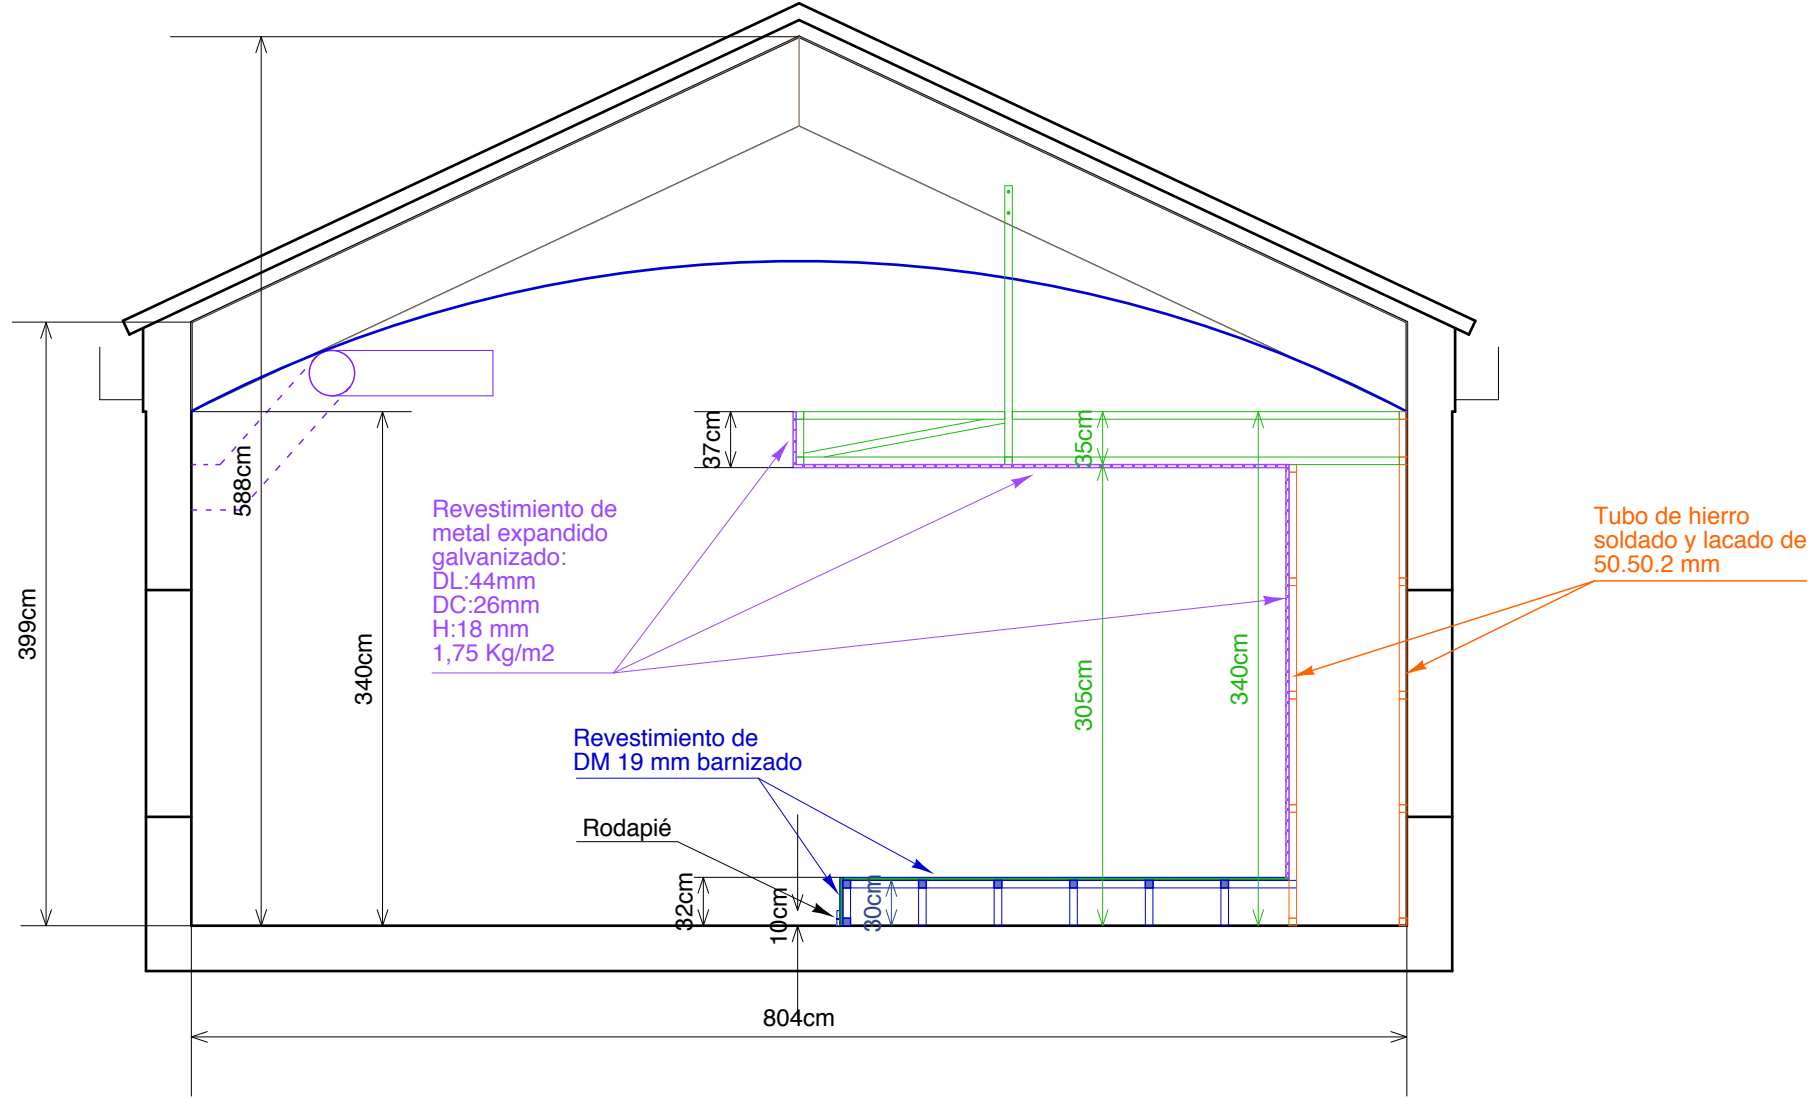 588cm
399cm
340cm
37cm
35cm
Revestimiento de
metal expandido
galvanizado:
DL:44mm
DC:26mm
H:18 mm
1,75 Kg/m2
Tubo de hierro
soldado y lacado de
50.50.2 mm
305cm
340cm
Revestimiento de
DM 19 mm barnizado
Rodapié
32cm
10cm
30cm
804cm